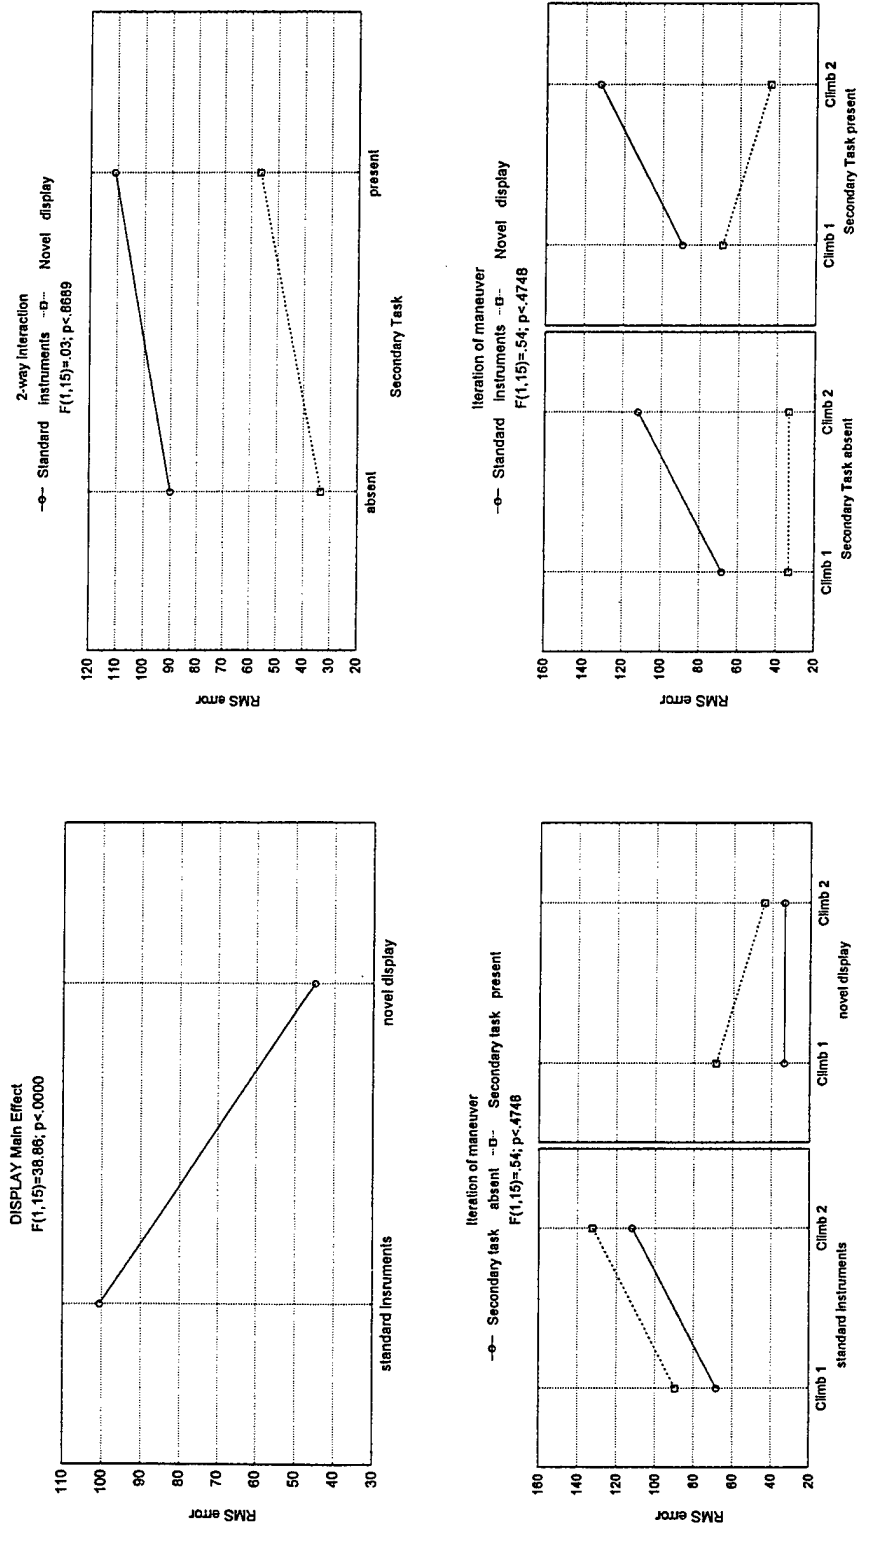 DISPLAY Main Effect
F(1,15)=38.86; p<.0000
110
100
90
80
70
60
50
40
30
RMS error
standard Insruments
novel display
2-way interaction
Standard instruments Novel display
F(1,15)=.03; p<.8689
120
110
100
90
80
70
60
50
40
30
20
RMS error
absent
present
Secondary Task
Iteration of maneuver
Secondary task absent Secondary task present
F(1,15)=.54; p<.4748
160
140
120
100
80
60
40
20
RMS error
Climb 1
Climb 2
standard instruments
Climb 1
Climb 2
novel display
Iteration of maneuver
Standard instruments Novel display
F(1,15)=.54; p<.4748
160
140
120
100
80
60
40
20
RMS error
Climb 1
Climb 2
Secondary Task absent
Climb 1
Climb 2
Secondary Task present